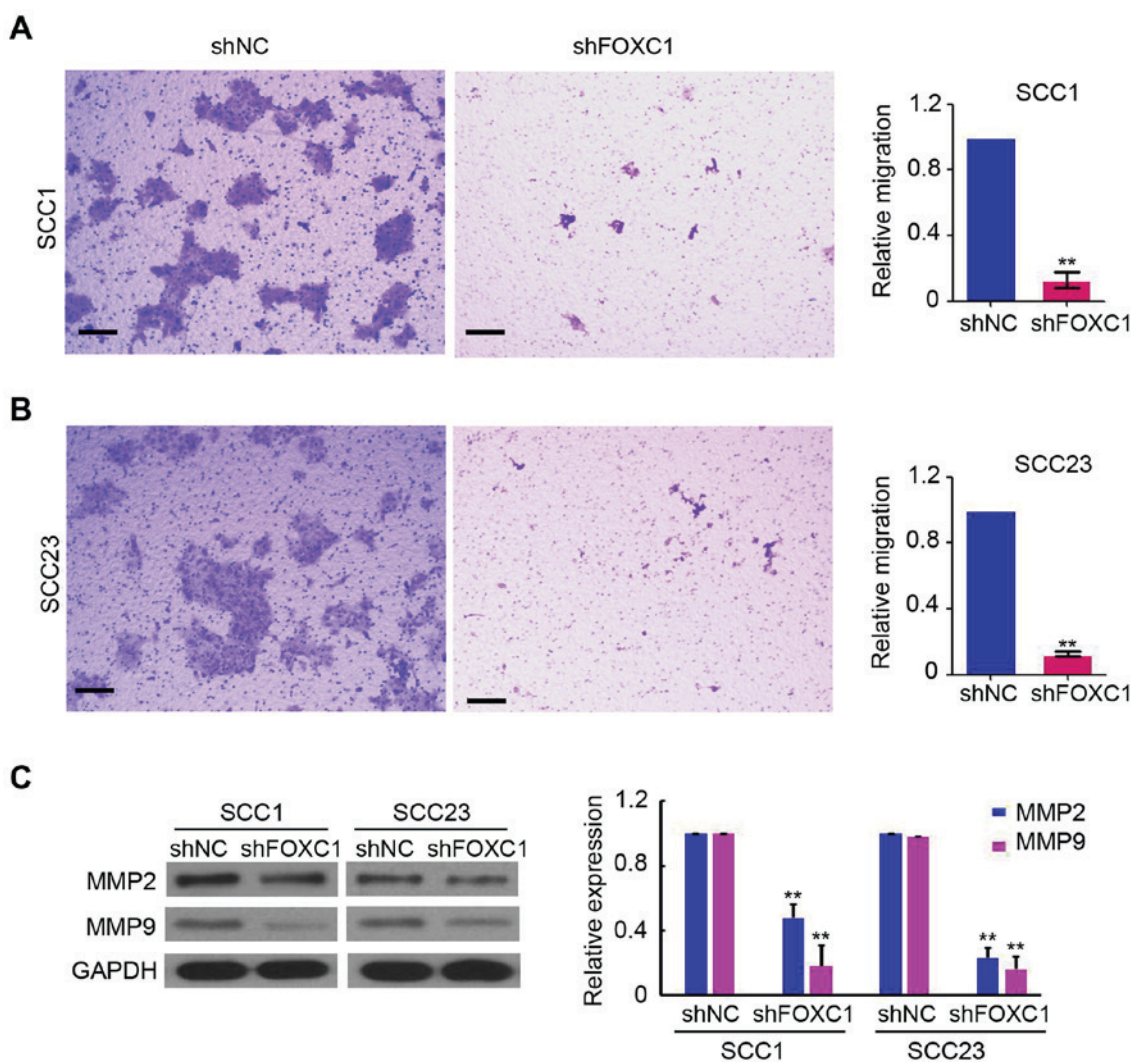 A
shNC
shFOXC1
SCC1
SCC1
1.2
0.8
0.4
0
Relative migration
**
shNC
shFOXC1
B
SCC23
SCC23
1.2
0.8
0.4
0
Relative migration
**
shNC
shFOXC1
C
SCC1
SCC23
shNC
shFOXC1
shNC
shFOXC1
MMP2
MMP9
GAPDH
1.2
0.8
0.4
0
Relative expression
MMP2
MMP9
**
**
**
**
shNC
shFOXC1
shNC
shFOXC1
SCC1
SCC23